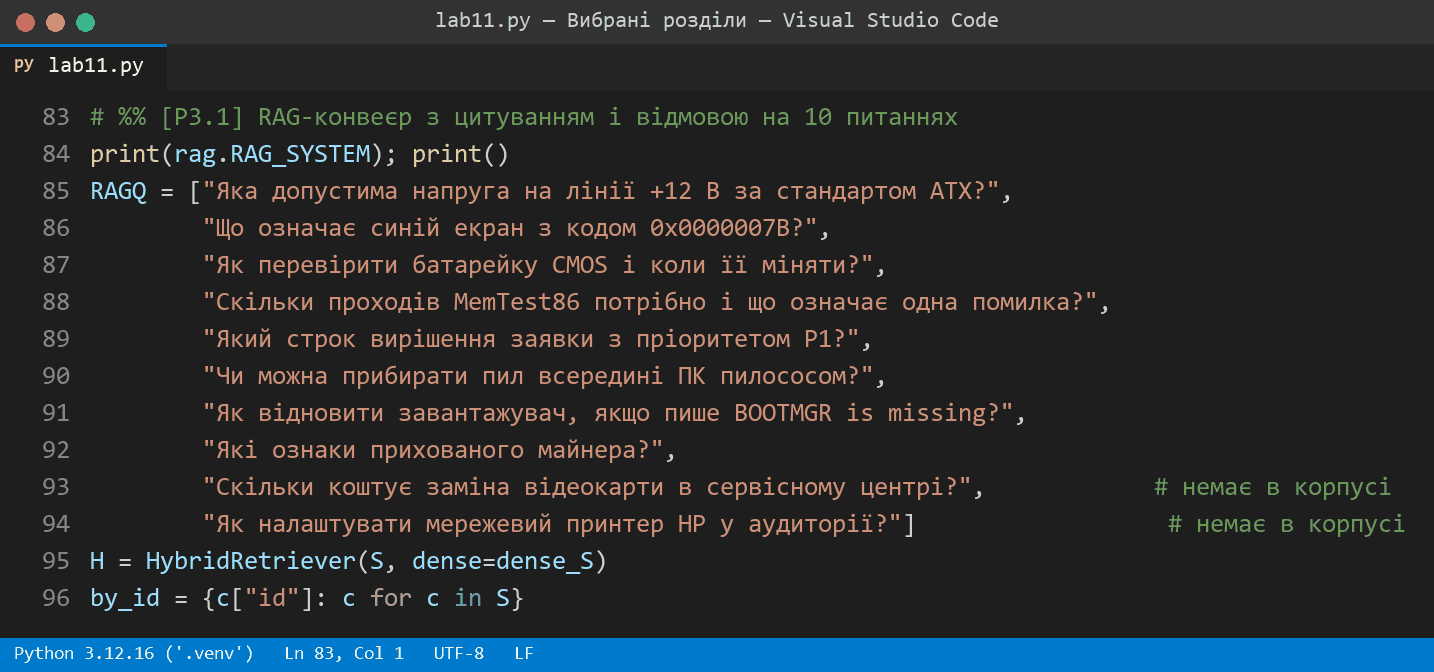 lab11.py — Вибрані розділи — Visual Studio Code
PY lab11.py
83 # %% [P3.1] RAG-конвеєр з цитуванням і відмовою на 10 питаннях
84 print(rag.RAG_SYSTEM); print()
85 RAGQ = ["Яка допустима напруга на лінії +12 В за стандартом ATX?",
86 "Що означає синій екран з кодом 0x0000007B?",
87 "Як перевірити батарейку CMOS і коли її міняти?",
88 "Скільки проходів MemTest86 потрібно і що означає одна помилка?",
89 "Який строк вирішення заявки з пріоритетом P1?",
90 "Чи можна прибирати пил всередині ПК пилососом?",
91 "Як відновити завантажувач, якщо пише BOOTMGR is missing?",
92 "Які ознаки прихованого майнера?",
93 "Скільки коштує заміна відеокарти в сервісному центрі?", # немає в корпусі
94 "Як налаштувати мережевий принтер HP у аудиторії?"] # немає в корпусі
95 H = HybridRetriever(S, dense=dense_S)
96 by_id = {c["id"]: c for c in S}
Python 3.12.16 ('.venv') Ln 83, Col 1 UTF-8 LF